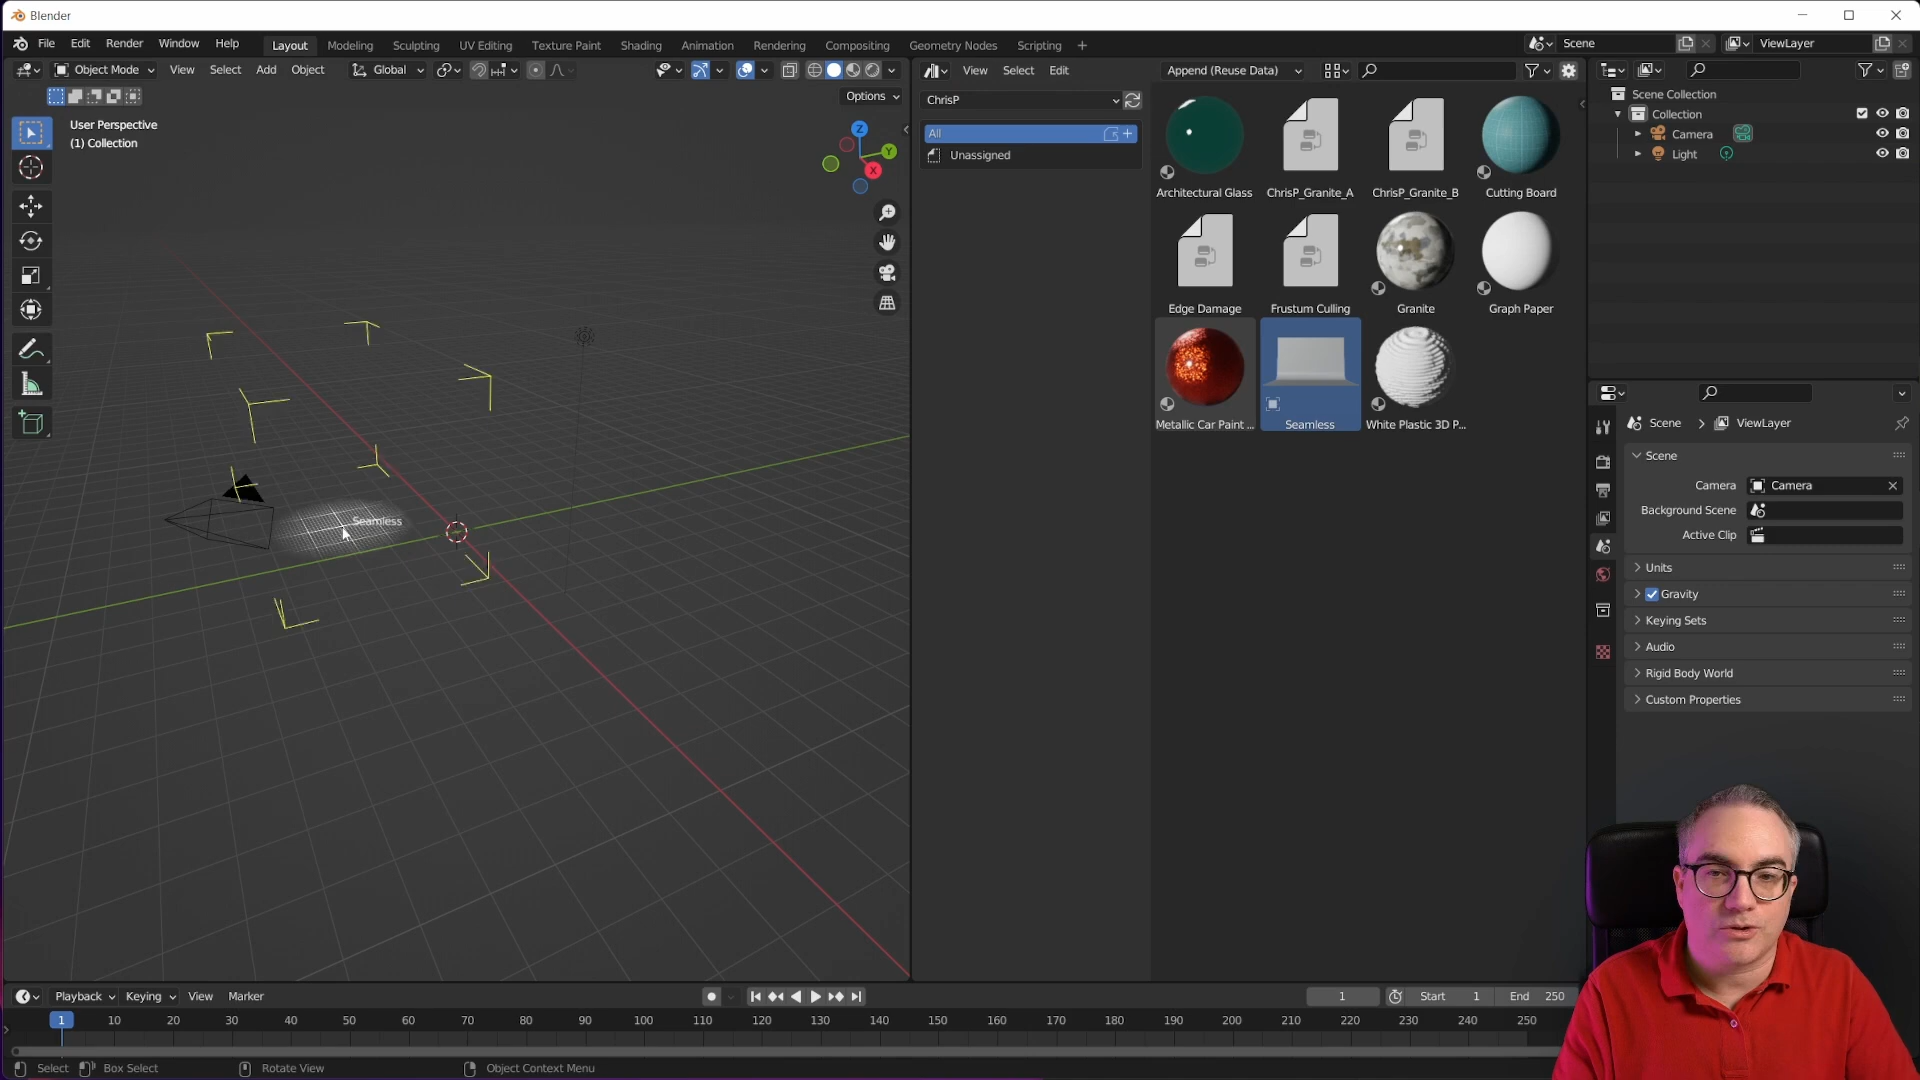 Blender
File Edit Render Window Help Layout Modeling Sculpting UV Editing Texture Paint Shading Animation Rendering Compositing Geometry Nodes Scripting + Scene ViewLayer
Object Mode View Select Add Object Global View Select Edit Append (Reuse Data)
Options
User Perspective
(1) Collection
Z
Y
X
Seamless
ChrisP
All
Unassigned
Architectural Glass ChrisP_Granite_A ChrisP_Granite_B Cutting Board
Edge Damage Frustum Culling Granite Graph Paper
Metallic Car Paint ... Seamless White Plastic 3D P...
Scene Collection
Collection
Camera
Light
Scene > ViewLayer
Scene
Camera Camera
Background Scene
Active Clip
Units
Gravity
Keying Sets
Audio
Rigid Body World
Custom Properties
Playback Keying View Marker 1 Start 1 End 250
1 10 20 30 40 50 60 70 80 90 100 110 120 130 140 150 160 170 180 190 200 210 220 230 240 250
Select Box Select Rotate View Object Context Menu